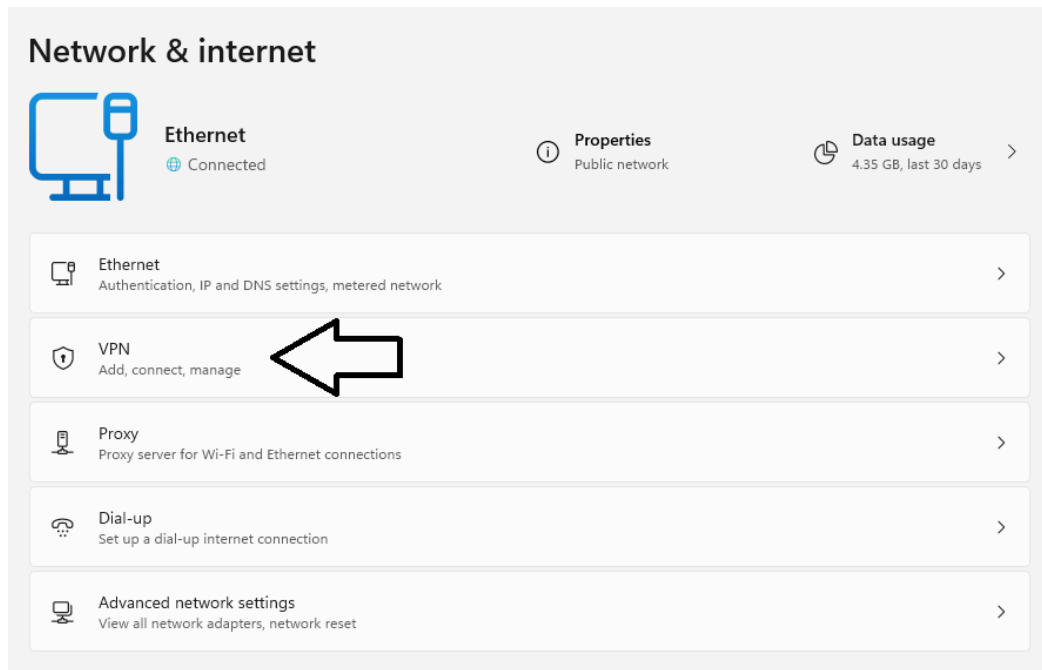 Network & internet
Ethernet
Connected
Properties
Public network
Data usage
4.35 GB, last 30 days
Ethernet
Authentication, IP and DNS settings, metered network
VPN
Add, connect, manage
Proxy
Proxy server for Wi-Fi and Ethernet connections
Dial-up
Set up a dial-up internet connection
Advanced network settings
View all network adapters, network reset